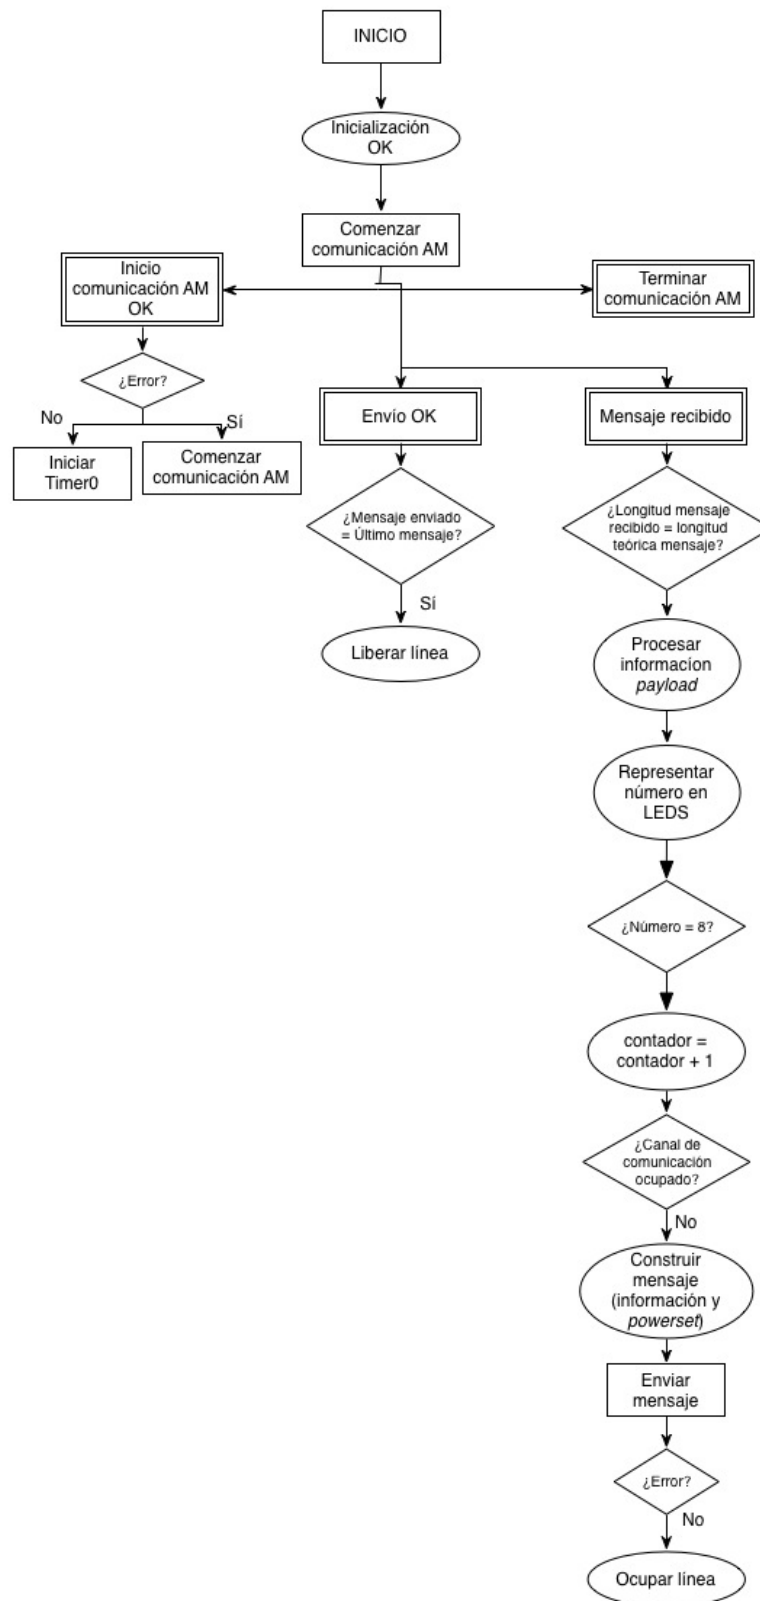 INICIO
Inicialización
OK
Comenzar
comunicación AM
Inicio
comunicación AM
OK
Terminar
comunicación AM
¿Error?
No
Sí
Iniciar
Timer0
Comenzar
comunicación AM
Envío OK
Mensaje recibido
¿Mensaje enviado
= Último mensaje?
Sí
Liberar línea
¿Longitud mensaje
recibido = longitud
teórica mensaje?
Procesar
informacíon
payload
Representar
número en
LEDS
¿Número = 8?
contador =
contador + 1
¿Canal de
comunicación
ocupado?
No
Construir
mensaje
(información y
powerset)
Enviar
mensaje
¿Error?
No
Ocupar línea